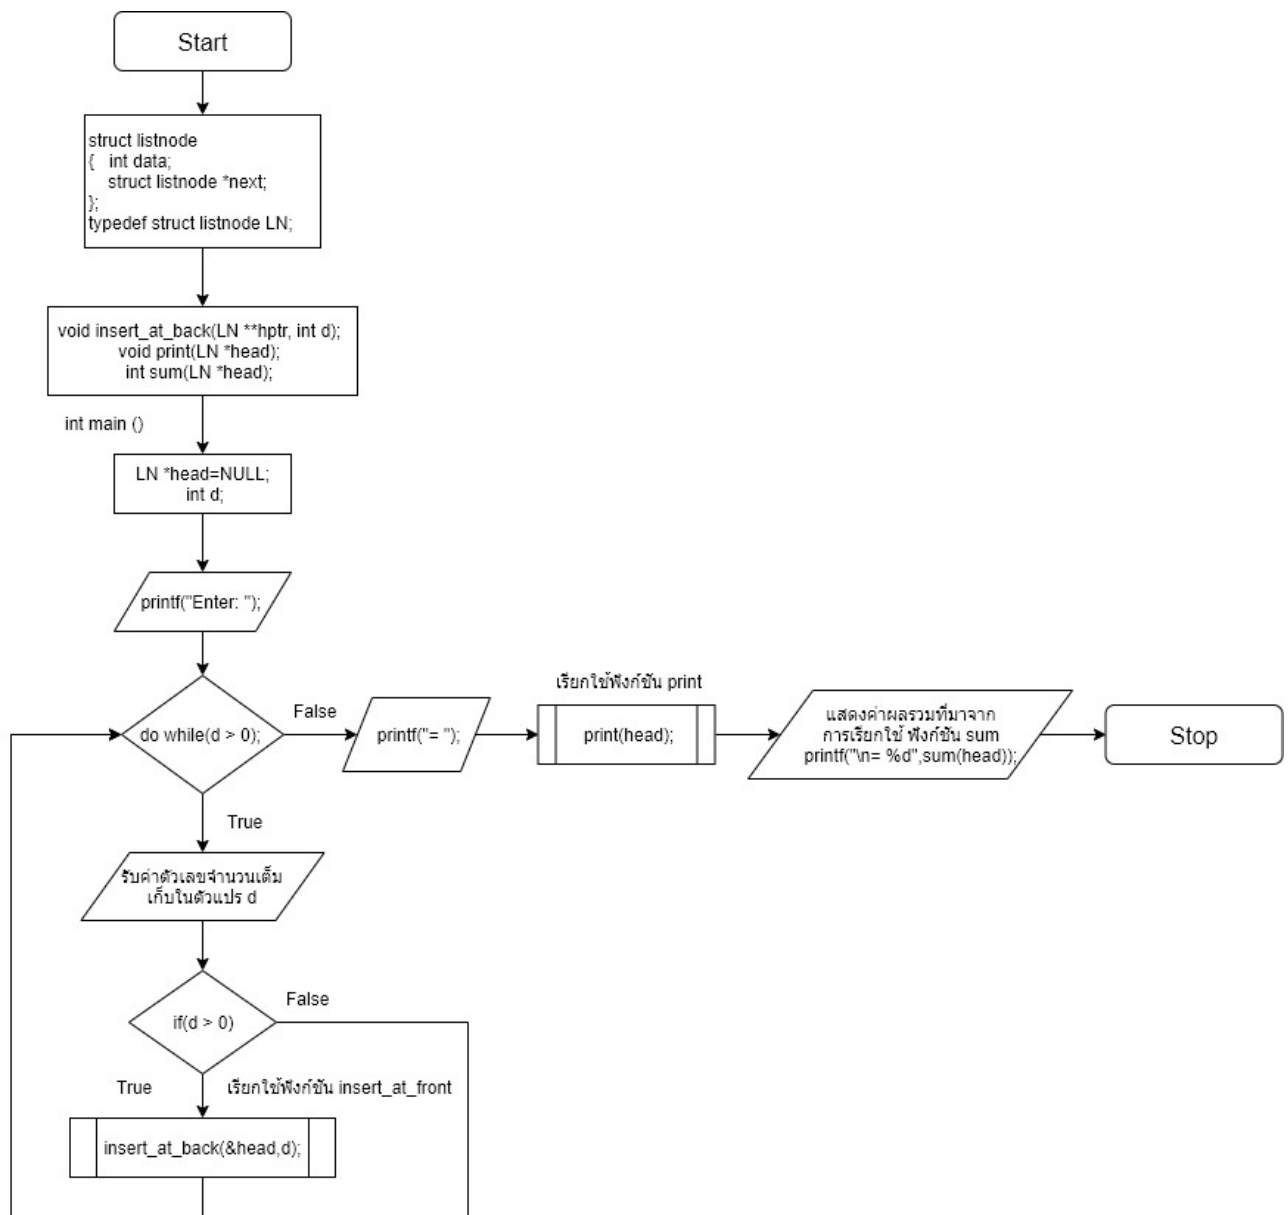 Start
struct listnode
{ int data;
struct listnode *next;
};
typedef struct listnode LN;
void insert_at_back(LN **hptr, int d);
void print(LN *head);
int sum(LN *head);
int main ()
LN *head=NULL;
int d;
printf("Enter: ");
do while(d > 0);
False
printf("= ");
เรียกใช้ฟังก์ชัน print
print(head);
แสดงค่าผลรวมที่มาจาก
การเรียกใช้ ฟังก์ชัน sum
printf("\n= %d",sum(head));
Stop
True
รับค่าตัวเลขจำนวนเต็ม
เก็บในตัวแปร d
if(d > 0)
False
True
เรียกใช้ฟังก์ชัน insert_at_front
insert_at_back(&head,d);